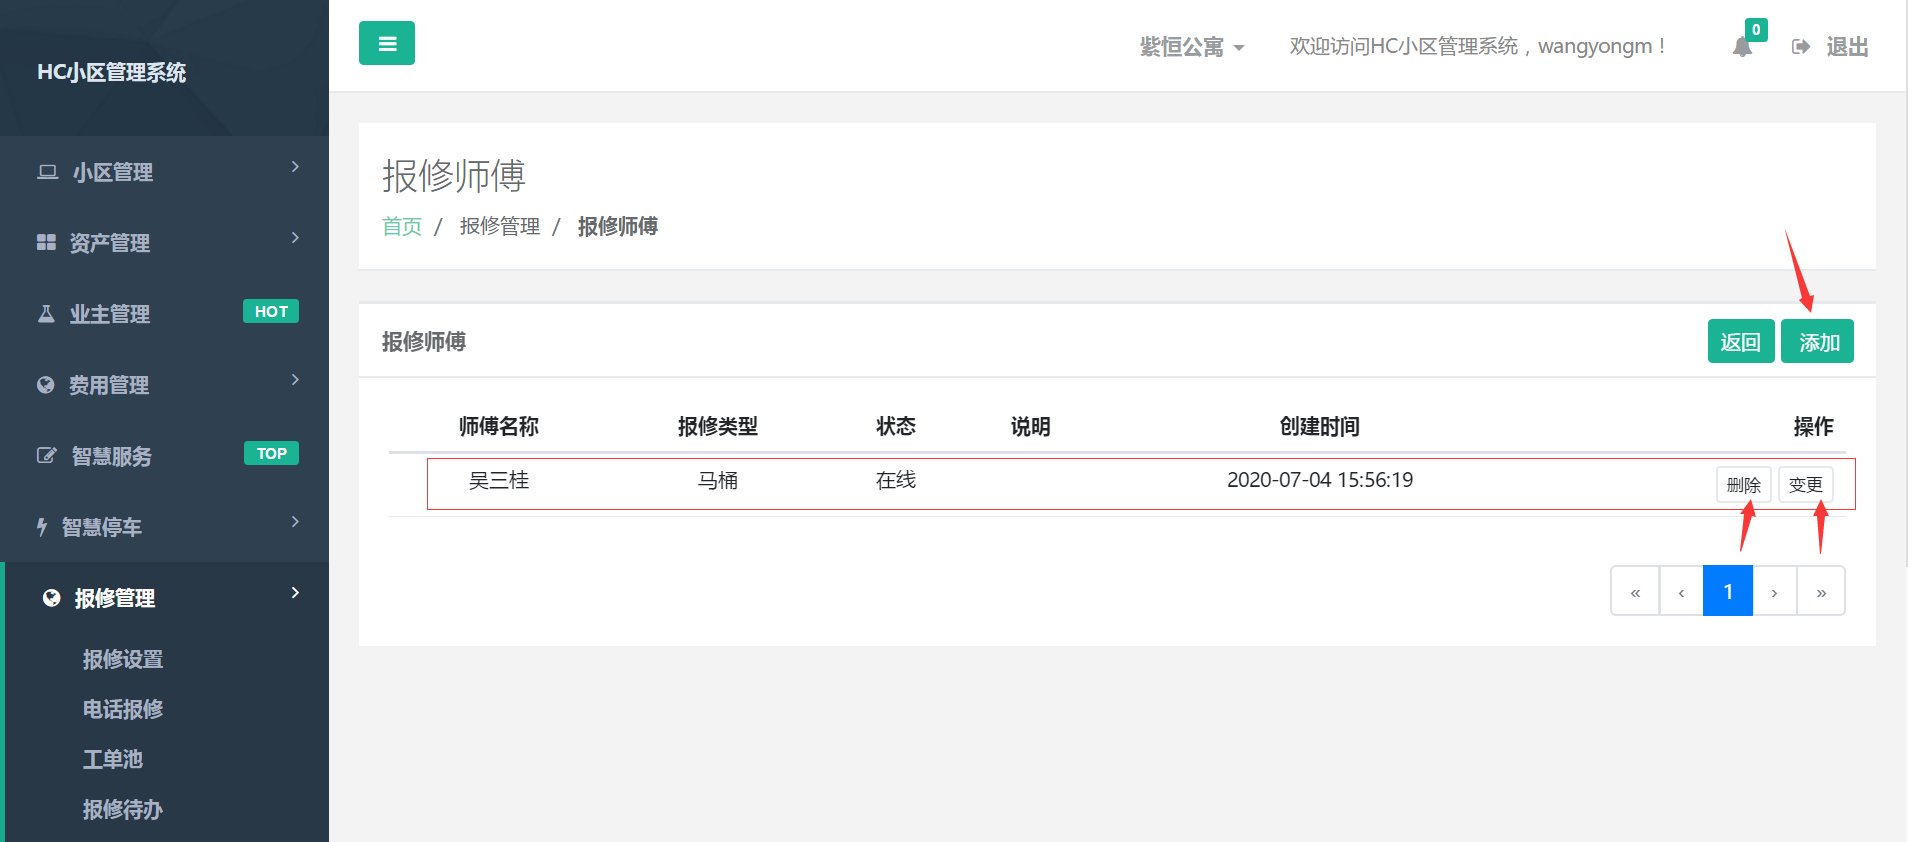 HC小区管理系统
紫恒公寓
欢迎访问HC小区管理系统，wangyongm！
0
退出
小区管理
资产管理
业主管理 HOT
费用管理
智慧服务 TOP
智慧停车
报修管理
报修设置
电话报修
工单池
报修待办
报修师傅
首页 / 报修管理 / 报修师傅
报修师傅
返回 添加
师傅名称 报修类型 状态 说明 创建时间 操作
吴三桂 马桶 在线 2020-07-04 15:56:19 删除 变更
« ‹ 1 › »